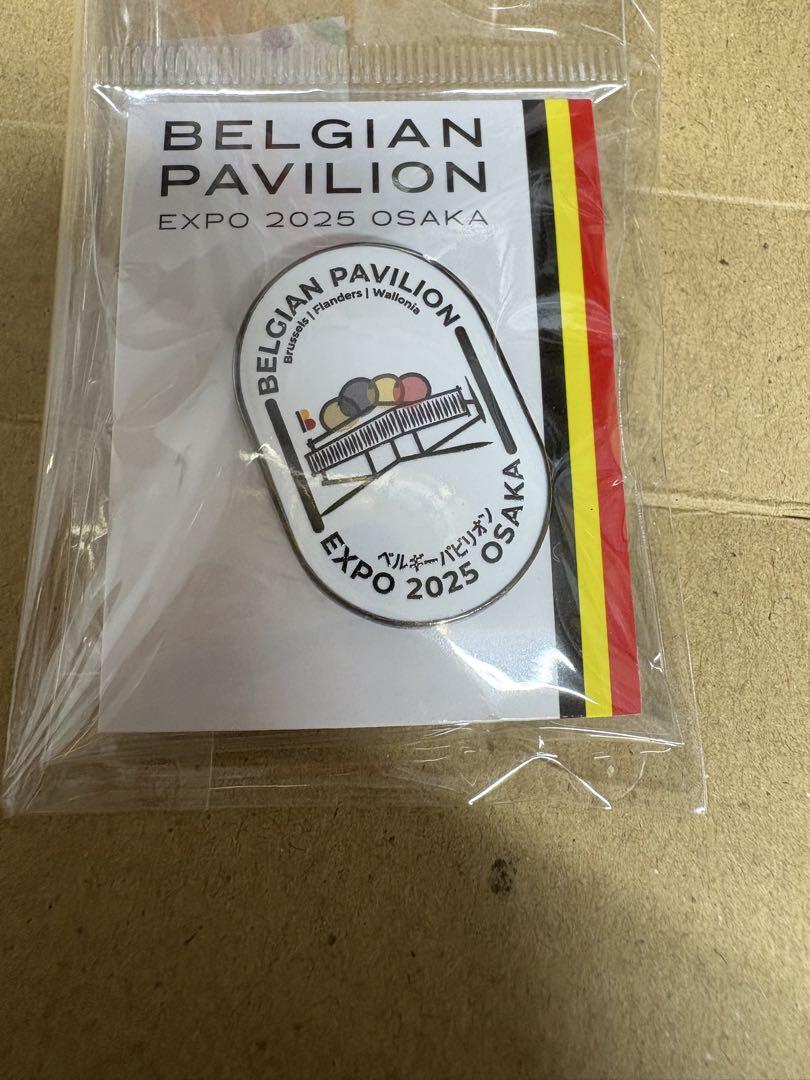 BELGIAN
PAVILION
EXPO 2025 OSAKA
BELGIAN PAVILION
Brussels | Flanders | Wallonia
B
ベルギーパビリオン
EXPO 2025 OSAKA